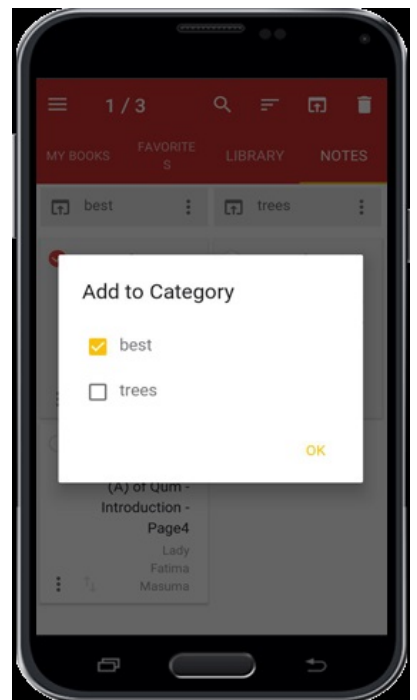 1 / 3
MY BOOKS
FAVORITE
S
LIBRARY
NOTES
best
trees
Add to Category
best
trees
OK
(A) of Qum -
Introduction -
Page4
Lady
Fatima
Masuma